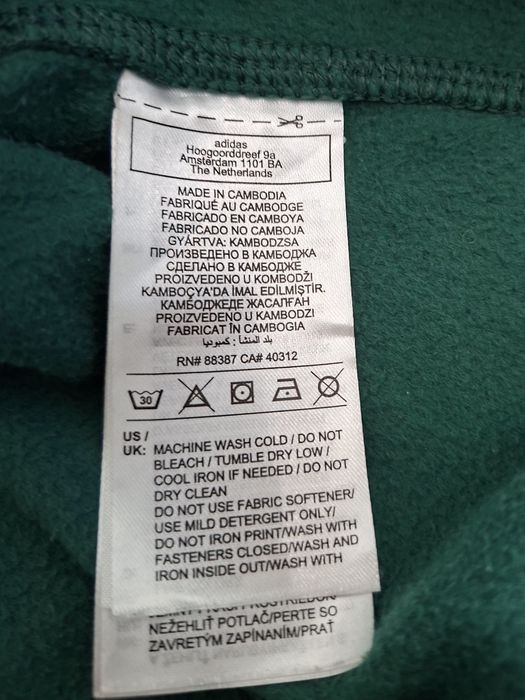 adidas
Hoogoorddreef 9a
Amsterdam 1101 BA
The Netherlands
MADE IN CAMBODIA
FABRIQUÉ AU CAMBODGE
FABRICADO EN CAMBOYA
FABRICADO NO CAMBOJA
GYÁRTVA: KAMBODZSA
ПРОИЗВЕДЕНО В КАМБОДЖА
СДЕЛАНО В КАМБОДЖЕ
PROIZVEDENO U KOMBODŽI
KAMBOÇYA'DA İMAL EDİLMİŞTİR.
КАМБОДЖЕДЕ ЖАСАЛҒАН
PROIZVEDENO U KAMBODŽI
FABRICAT ÎN CAMBOGIA
بلد المنشأ : كمبوديا
RN# 88387 CA# 40312
30
US /
UK: MACHINE WASH COLD / DO NOT
BLEACH / TUMBLE DRY LOW /
COOL IRON IF NEEDED / DO NOT
DRY CLEAN
DO NOT USE FABRIC SOFTENER/
USE MILD DETERGENT ONLY/
DO NOT IRON PRINT/WASH WITH
FASTENERS CLOSED/WASH AND
IRON INSIDE OUT/WASH WITH
NEŽEHLIŤ POTLAČ/PERTE SO
ZAVRETÝM ZAPÍNANÍM/PRAŤ